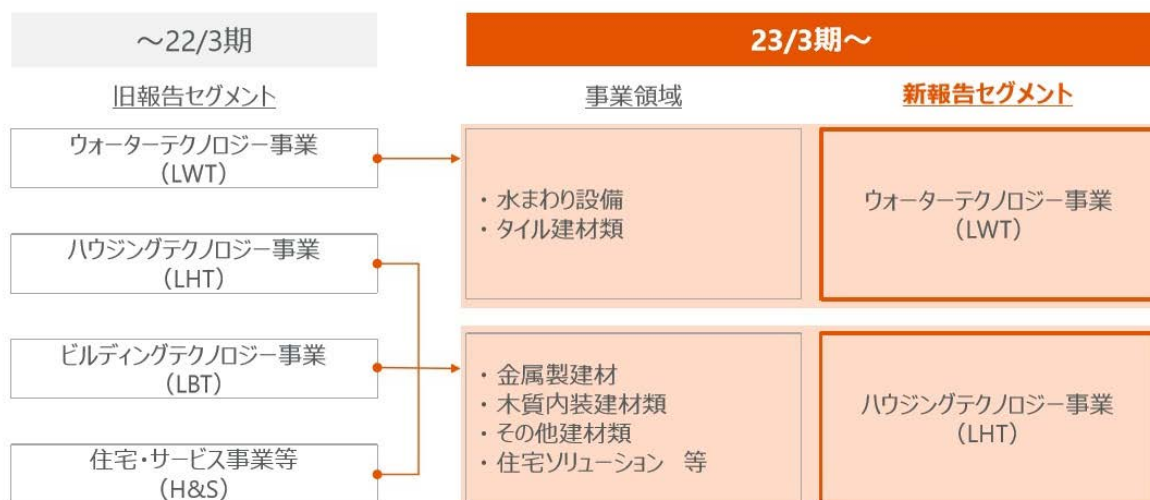 ～22/3期
23/3期～
旧報告セグメント
事業領域
新報告セグメント
ウォーターテクノロジー事業
(LWT)
ハウジングテクノロジー事業
(LHT)
ビルディングテクノロジー事業
(LBT)
住宅・サービス事業等
(H&S)
・水まわり設備
・タイル建材類
ウォーターテクノロジー事業
(LWT)
・金属製建材
・木質内装建材類
・その他建材類
・住宅ソリューション　等
ハウジングテクノロジー事業
(LHT)